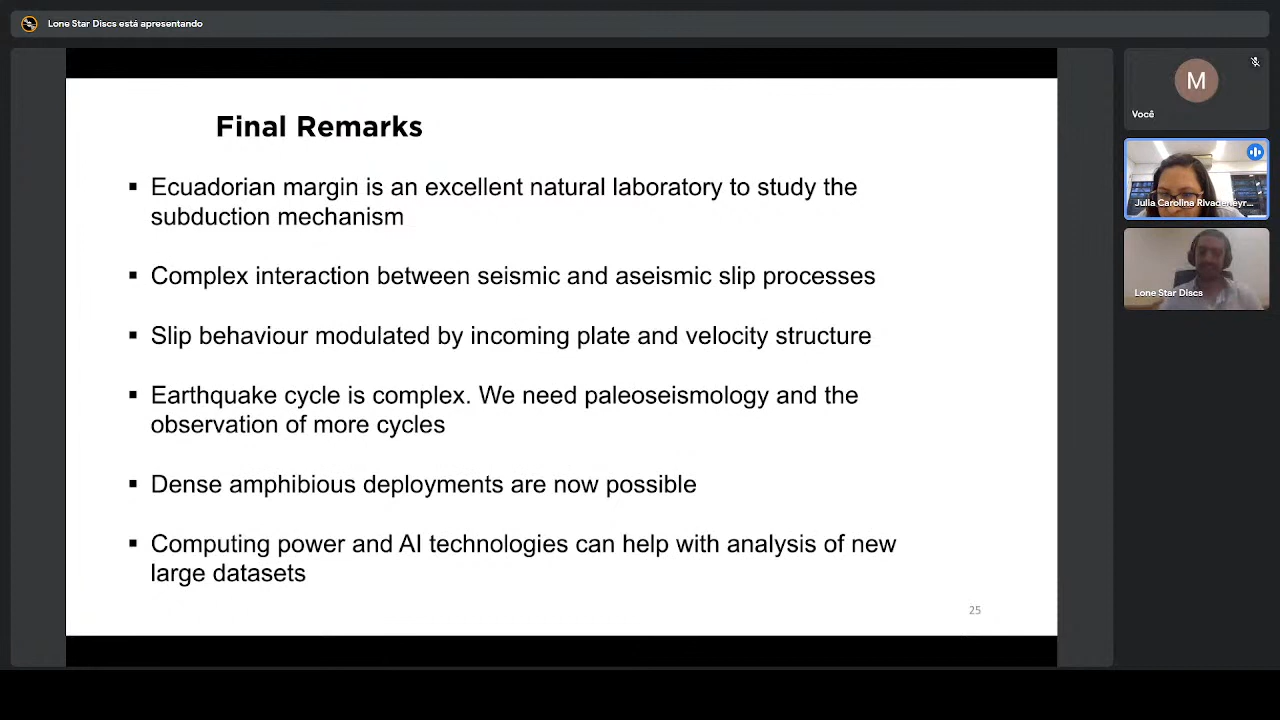 Lone Star Discs está apresentando
Final Remarks
▪ Ecuadorian margin is an excellent natural laboratory to study the
subduction mechanism
▪ Complex interaction between seismic and aseismic slip processes
▪ Slip behaviour modulated by incoming plate and velocity structure
▪ Earthquake cycle is complex. We need paleoseismology and the
observation of more cycles
▪ Dense amphibious deployments are now possible
▪ Computing power and AI technologies can help with analysis of new
large datasets
25
M
Você
Julia Carolina Rivadeneyr...
Lone Star Discs